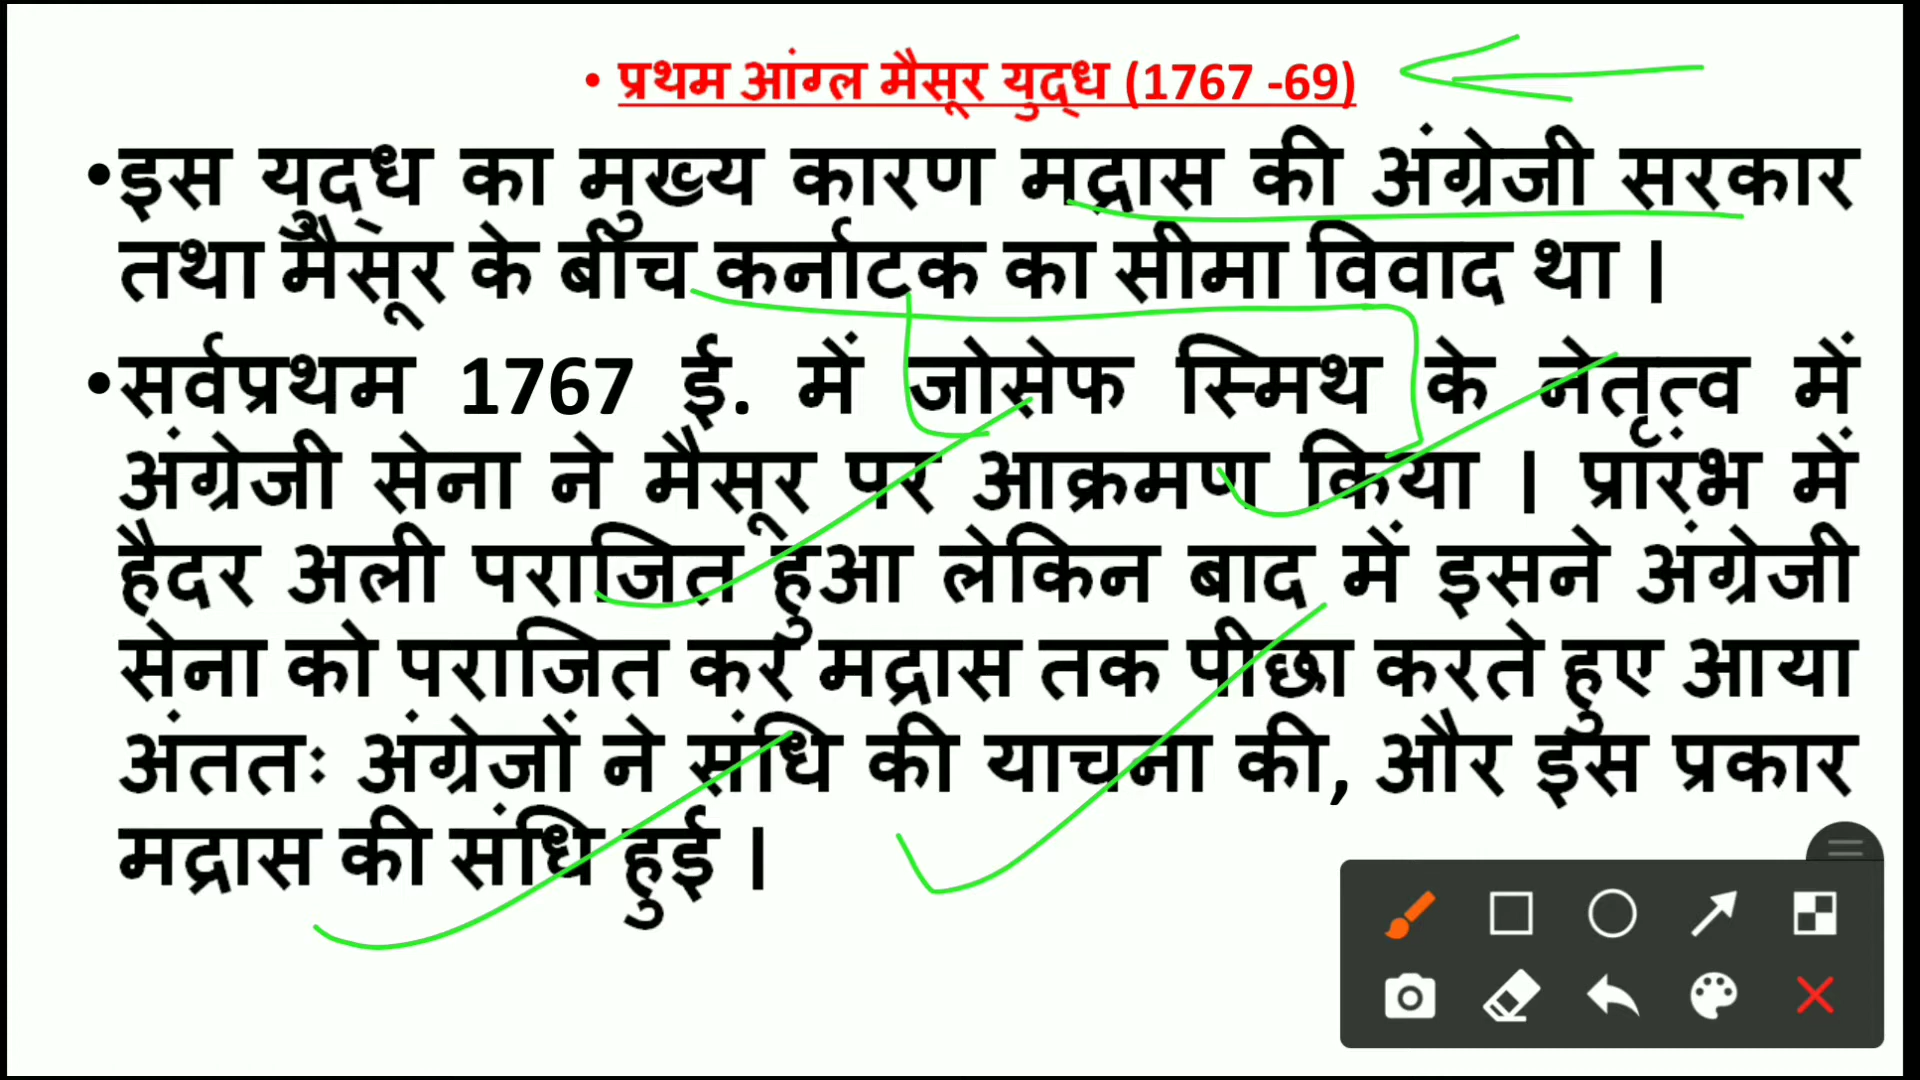 • प्रथम आंग्ल मैसूर युद्ध (1767 -69)
•इस युद्ध का मुख्य कारण मद्रास की अंग्रेजी सरकार
तथा मैसूर के बीच कर्नाटक का सीमा विवाद था |
•सर्वप्रथम 1767 ई. में जोसेफ स्मिथ के नेतृत्व में
अंग्रेजी सेना ने मैसूर पर आक्रमण किया | प्रारंभ में
हैदर अली पराजित हुआ लेकिन बाद में इसने अंग्रेजी
सेना को पराजित कर मद्रास तक पीछा करते हुए आया
अंततः अंग्रेजों ने संधि की याचना की, और इस प्रकार
मद्रास की संधि हुई |